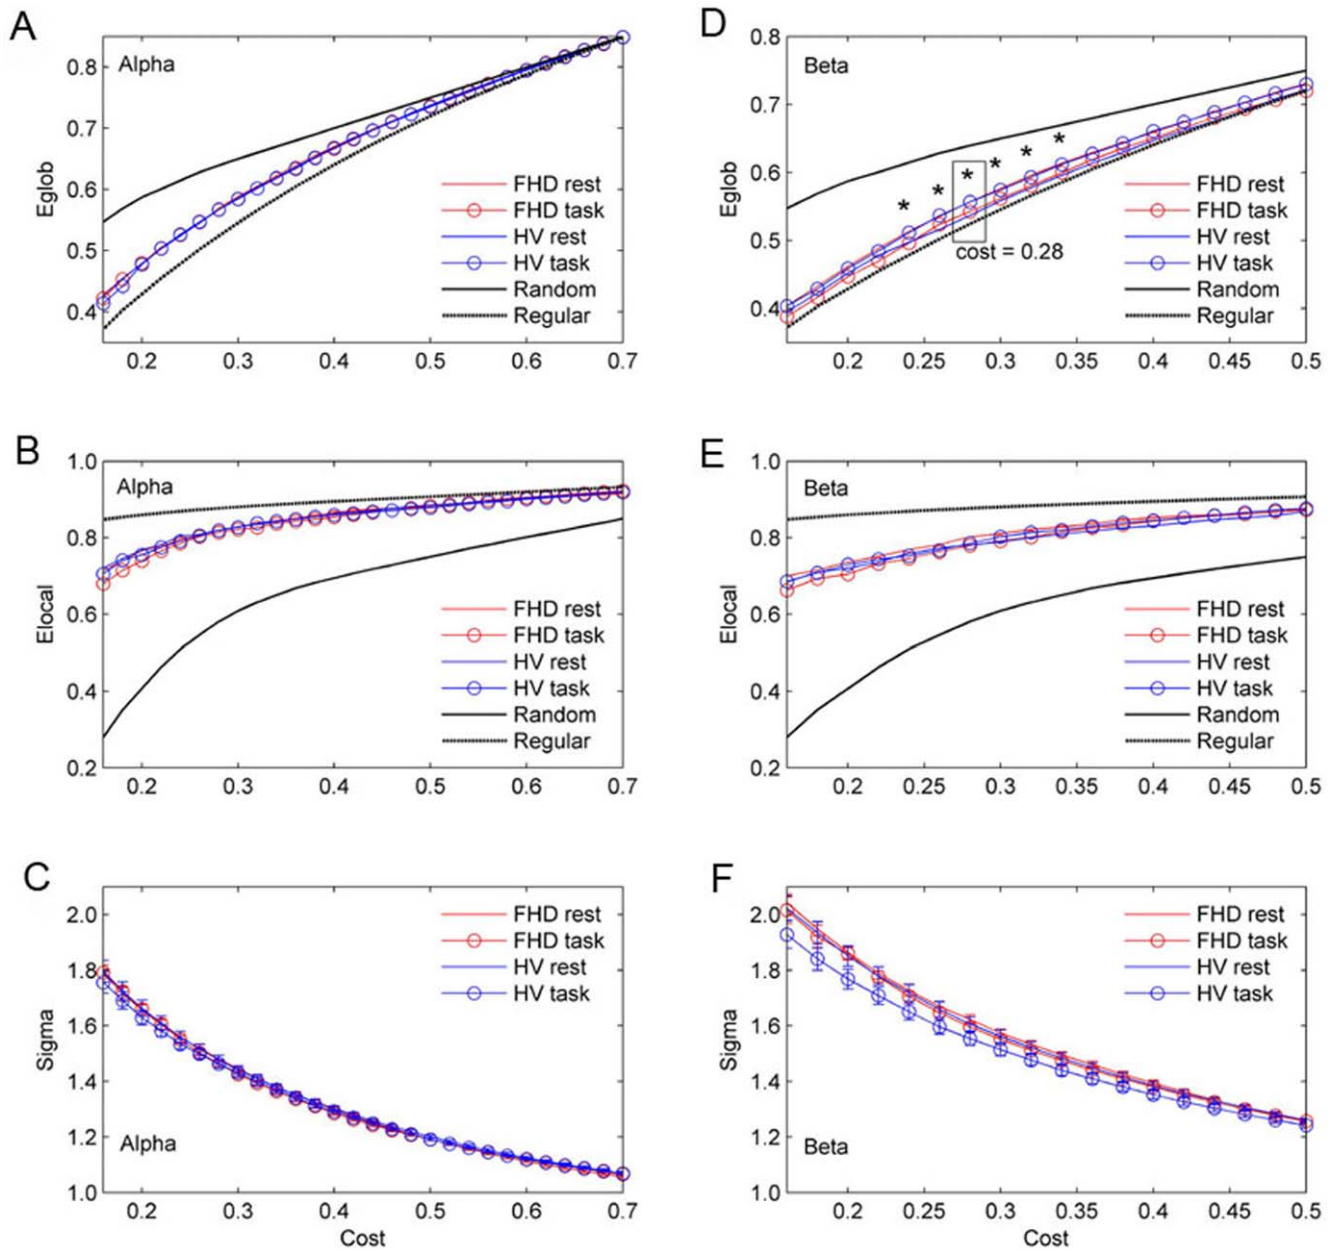 A
Alpha
Eglob
0.8
0.7
0.6
0.5
0.4
FHD rest
FHD task
HV rest
HV task
Random
Regular
0.2 0.3 0.4 0.5 0.6 0.7
D
Beta
Eglob
0.8
0.7
0.6
0.5
0.4
* * * * * *
cost = 0.28
FHD rest
FHD task
HV rest
HV task
Random
Regular
0.2 0.25 0.3 0.35 0.4 0.45 0.5
B
Alpha
Elocal
1.0
0.8
0.6
0.4
0.2
FHD rest
FHD task
HV rest
HV task
Random
Regular
0.2 0.3 0.4 0.5 0.6 0.7
E
Beta
Elocal
1.0
0.8
0.6
0.4
0.2
FHD rest
FHD task
HV rest
HV task
Random
Regular
0.2 0.25 0.3 0.35 0.4 0.45 0.5
C
Sigma
2.0
1.8
1.6
1.4
1.2
1.0
FHD rest
FHD task
HV rest
HV task
Alpha
0.2 0.3 0.4 0.5 0.6 0.7
Cost
F
Sigma
2.0
1.8
1.6
1.4
1.2
1.0
FHD rest
FHD task
HV rest
HV task
Beta
0.2 0.25 0.3 0.35 0.4 0.45 0.5
Cost